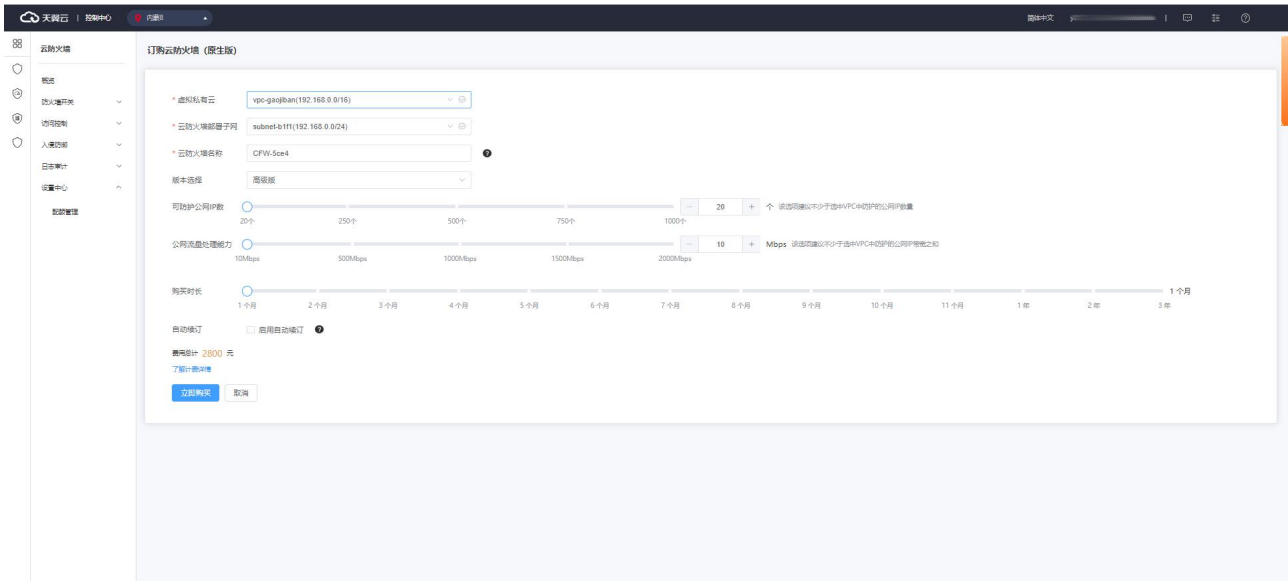 天翼云 | 控制中心 内蒙8 简体中文
云防火墙
概览
防火墙开关
访问控制
入侵防御
日志审计
设置中心
配额管理
订购云防火墙（原生版）
* 虚拟私有云 vpc-gaojiban(192.168.0.0/16)
* 云防火墙部署子网 subnet-b1f1(192.168.0.0/24)
* 云防火墙名称 CFW-5ce4
版本选择 高级版
可防护公网IP数 - 20 + 个 该选项建议不少于选中VPC中防护的公网IP数量
20个 250个 500个 750个 1000个
公网流量处理能力 - 10 + Mbps 该选项建议不少于选中VPC中防护的公网IP带宽之和
10Mbps 500Mbps 1000Mbps 1500Mbps 2000Mbps
购买时长 1 个月
1 个月 2 个月 3 个月 4 个月 5 个月 6 个月 7 个月 8 个月 9 个月 10 个月 11 个月 1 年 2 年 3 年
自动续订 启用自动续订
费用总计 2800 元
了解计费详情
立即购买 取消